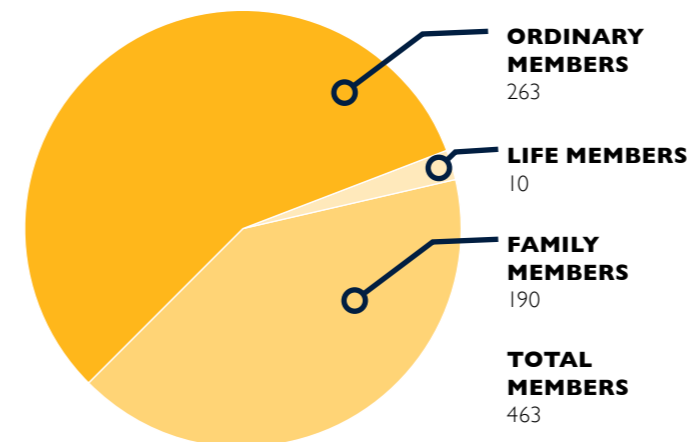 ORDINARY
MEMBERS
263
LIFE MEMBERS
10
FAMILY
MEMBERS
190
TOTAL
MEMBERS
463